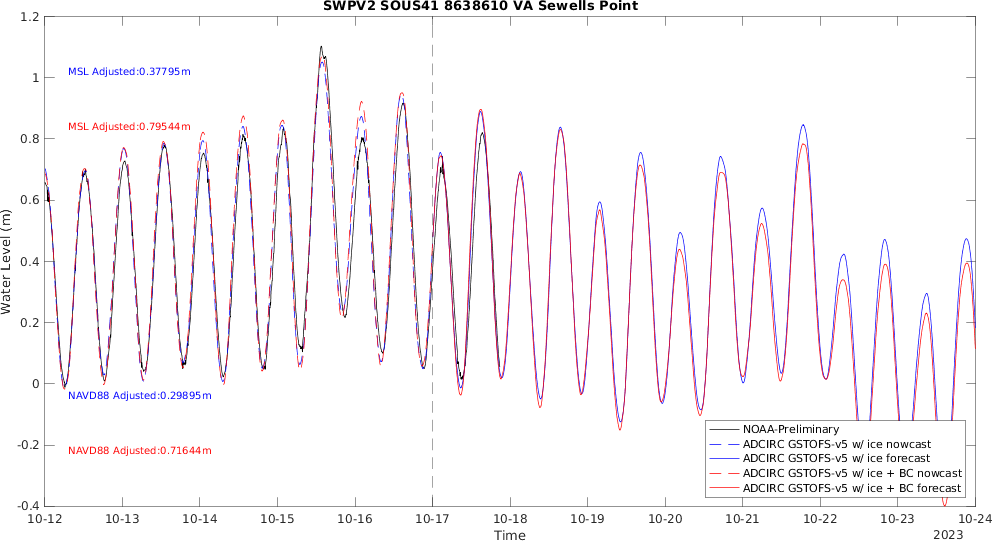 SWPV2 SOUS41 8638610 VA Sewells Point
1.2
1
0.8
0.6
0.4
0.2
0
-0.2
-0.4
Water Level (m)
MSL Adjusted:0.37795m
MSL Adjusted:0.79544m
NAVD88 Adjusted:0.29895m
NAVD88 Adjusted:0.71644m
NOAA-Preliminary
ADCIRC GSTOFS-v5 w/ ice nowcast
ADCIRC GSTOFS-v5 w/ ice forecast
ADCIRC GSTOFS-v5 w/ ice + BC nowcast
ADCIRC GSTOFS-v5 w/ ice + BC forecast
10-12 10-13 10-14 10-15 10-16 10-17 10-18 10-19 10-20 10-21 10-22 10-23 10-24
Time
2023